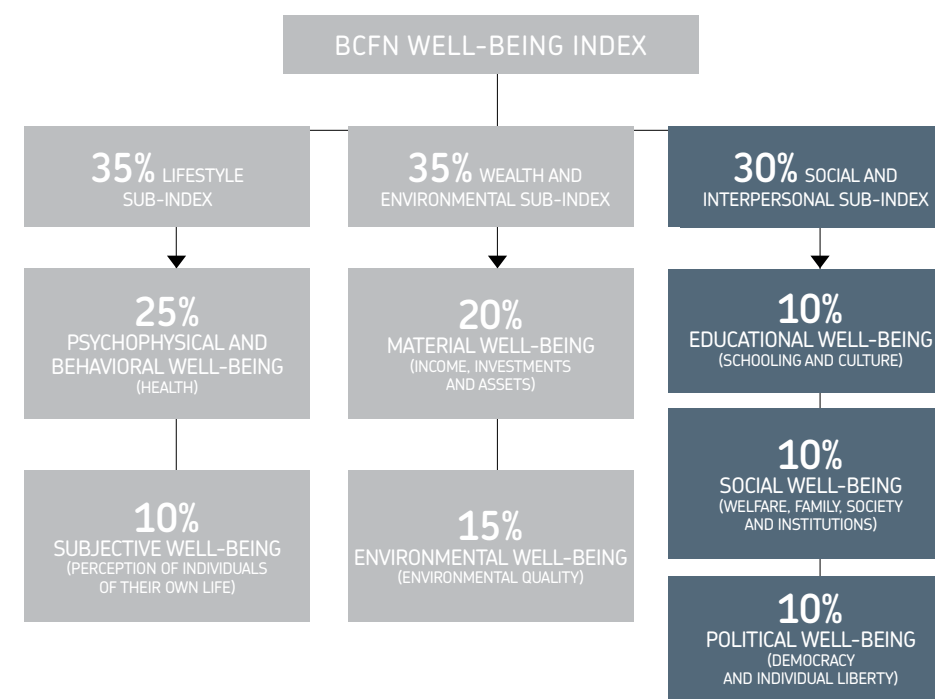 BCFN WELL-BEING INDEX
35% LIFESTYLE
SUB-INDEX
35% WEALTH AND
ENVIRONMENTAL SUB-INDEX
30% SOCIAL AND
INTERPERSONAL SUB-INDEX
25%
PSYCHOPHYSICAL AND
BEHAVIORAL WELL-BEING
(HEALTH)
20%
MATERIAL WELL-BEING
(INCOME, INVESTMENTS
AND ASSETS)
10%
EDUCATIONAL WELL-BEING
(SCHOOLING AND CULTURE)
10%
SUBJECTIVE WELL-BEING
(PERCEPTION OF INDIVIDUALS
OF THEIR OWN LIFE)
15%
ENVIRONMENTAL WELL-BEING
(ENVIRONMENTAL QUALITY)
10%
SOCIAL WELL-BEING
(WELFARE, FAMILY, SOCIETY
AND INSTITUTIONS)
10%
POLITICAL WELL-BEING
(DEMOCRACY
AND INDIVIDUAL LIBERTY)